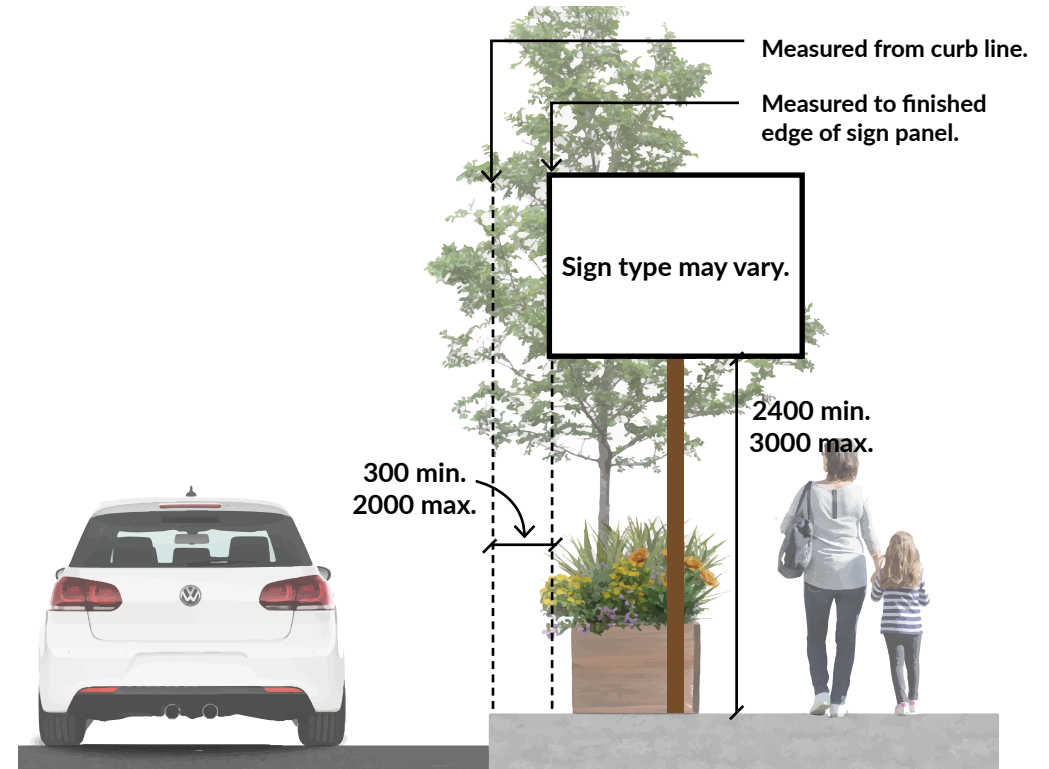 Measured from curb line.
Measured to finished
edge of sign panel.
Sign type may vary.
2400 min.
3000 max.
300 min.
2000 max.